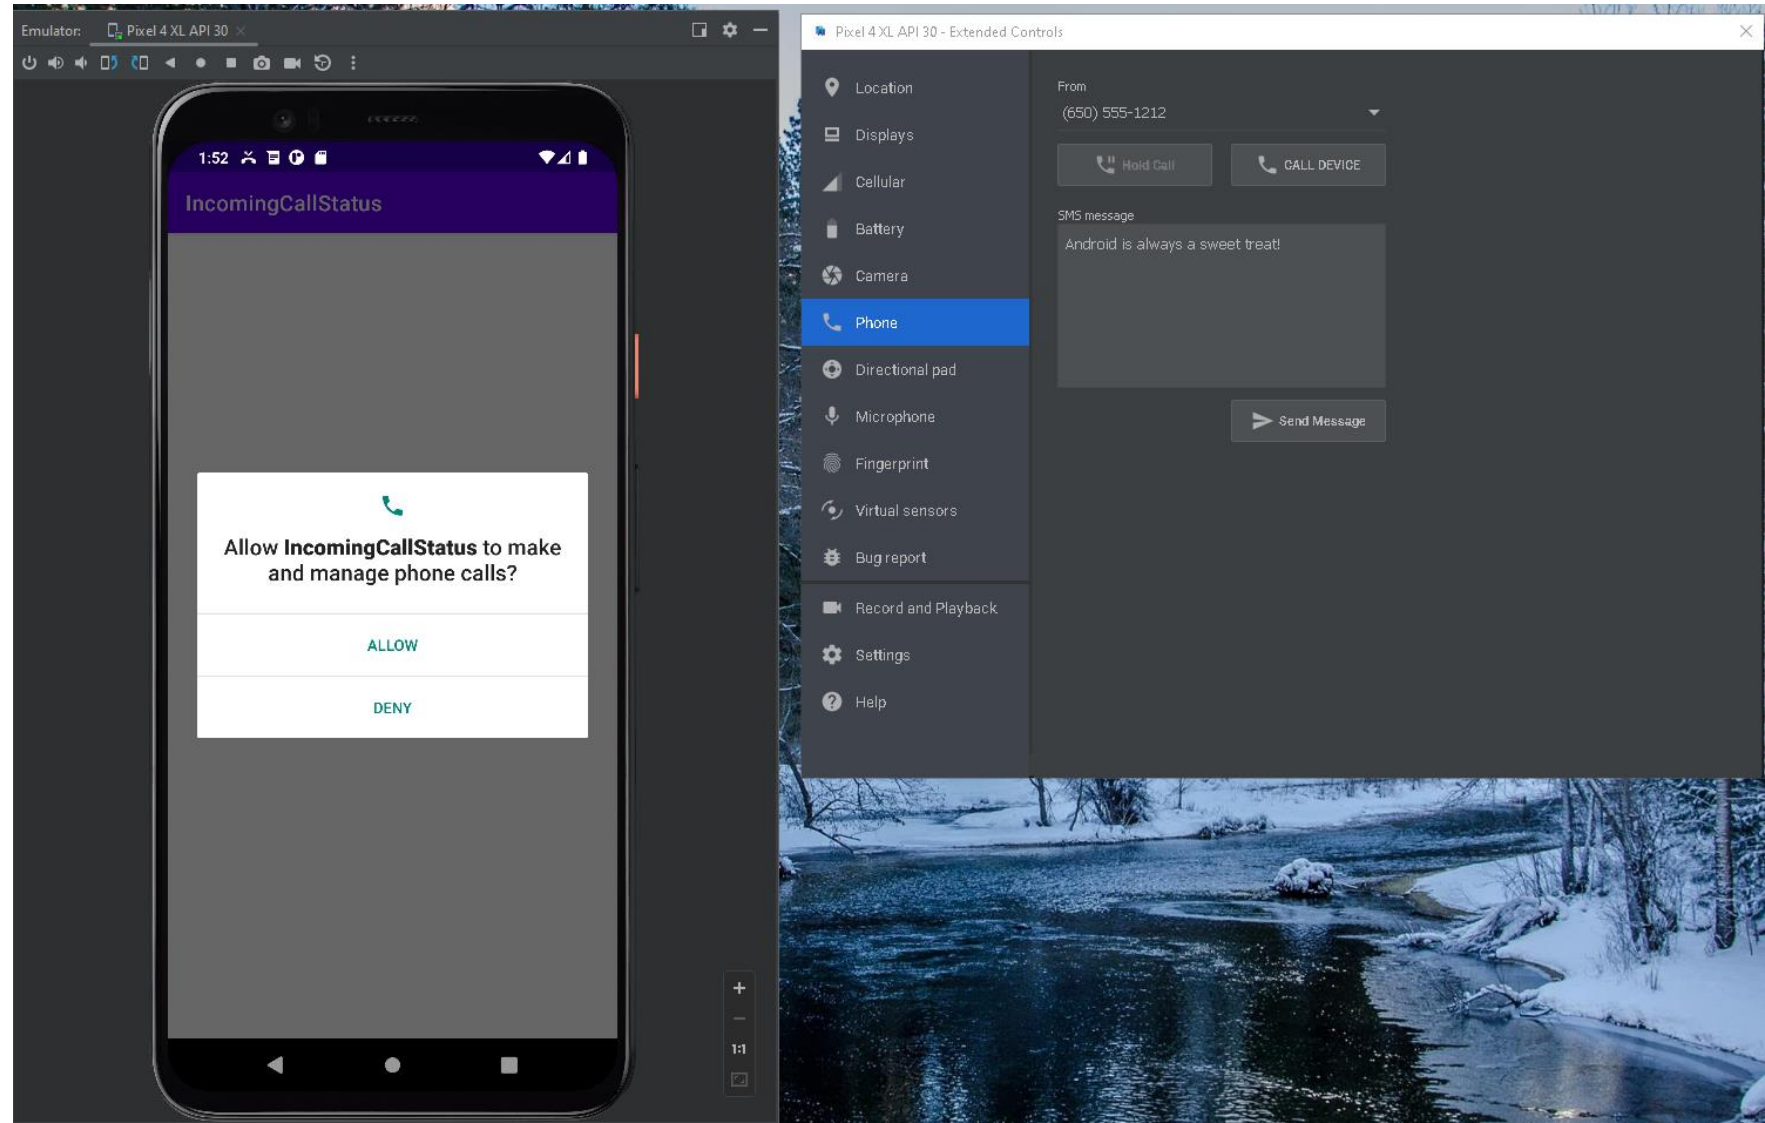 Emulator: Pixel 4 XL API 30
1:52
IncomingCallStatus
Allow IncomingCallStatus to make
and manage phone calls?
ALLOW
DENY
1:1
Pixel 4 XL API 30 - Extended Controls
Location
Displays
Cellular
Battery
Camera
Phone
Directional pad
Microphone
Fingerprint
Virtual sensors
Bug report
Record and Playback
Settings
Help
From
(650) 555-1212
Hold Call
CALL DEVICE
SMS message
Android is always a sweet treat!
Send Message